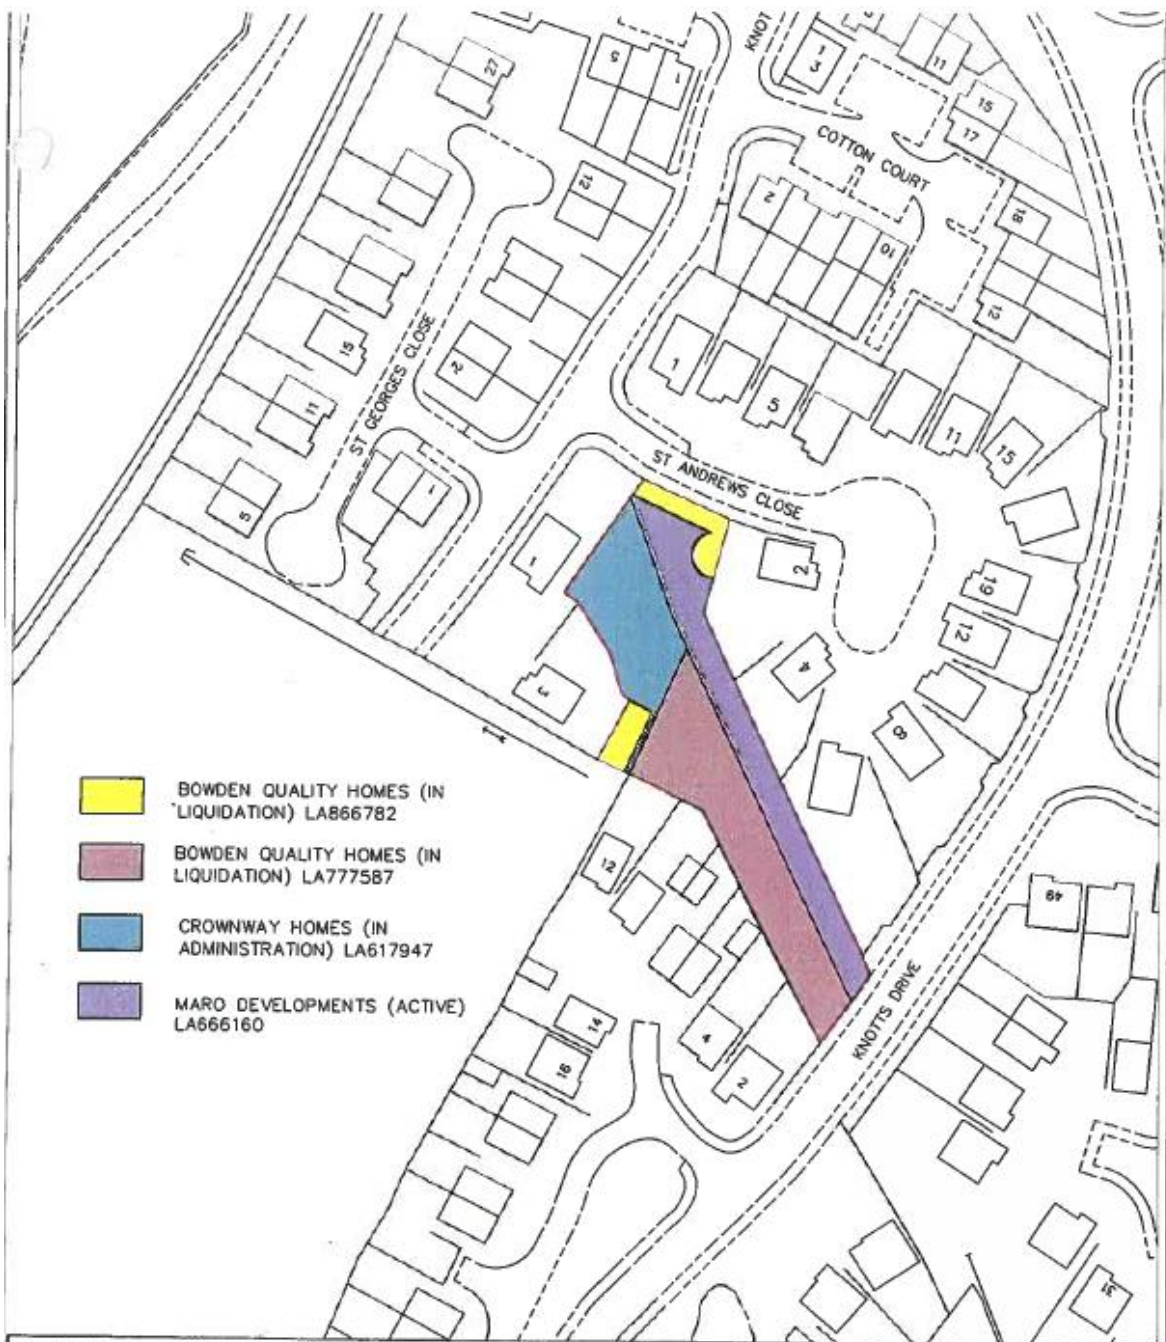 27
5
1
KNOT
1
3
11
15
17
COTTON COURT
12
2
10
18
12
ST GEORGES CLOSE
15
2
11
5
1
1
5
11
15
ST ANDREWS CLOSE
1
2
19
12
4
3
8
BOWDEN QUALITY HOMES (IN
LIQUIDATION) LA866782
BOWDEN QUALITY HOMES (IN
LIQUIDATION) LA777587
CROWNWAY HOMES (IN
ADMINISTRATION) LA617947
MARO DEVELOPMENTS (ACTIVE)
LA666160
12
49
KNOTTS DRIVE
14
16
4
2
31